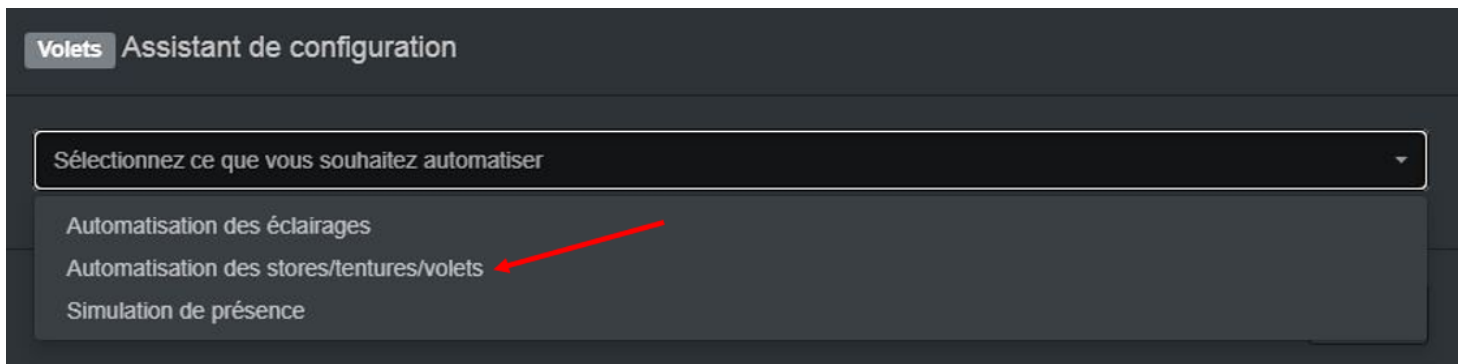 Volets Assistant de configuration
Sélectionnez ce que vous souhaitez automatiser
Automatisation des éclairages
Automatisation des stores/tentures/volets
Simulation de présence